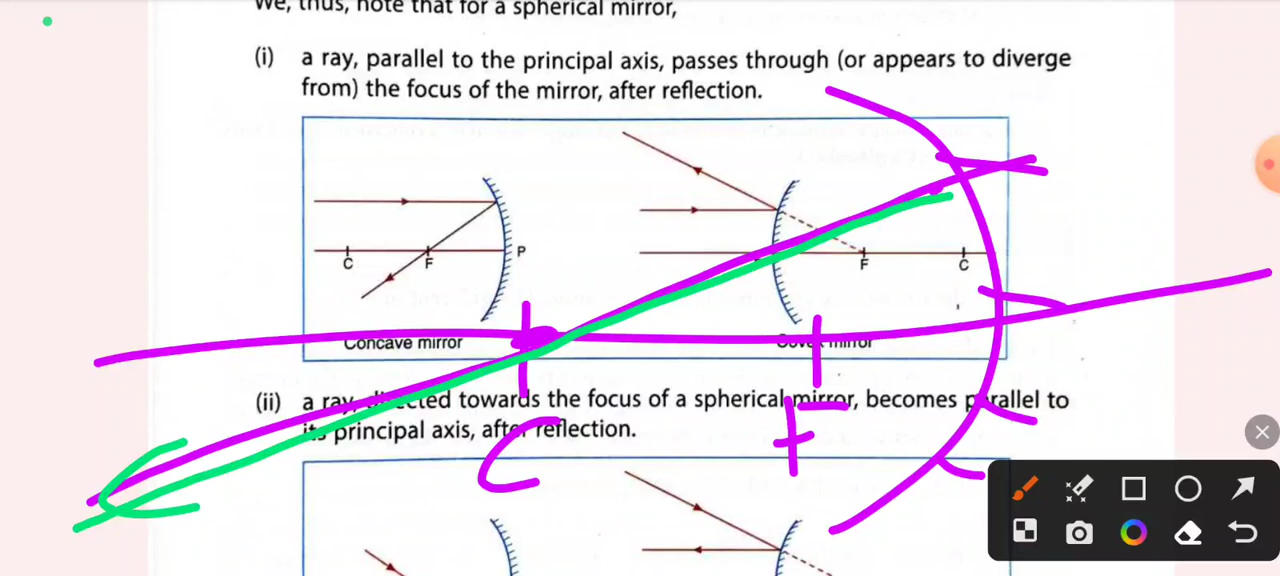 We, thus, note that for a spherical mirror,
(i) a ray, parallel to the principal axis, passes through (or appears to diverge
from) the focus of the mirror, after reflection.
C F P
F C
Concave mirror
mirror
(ii) a ray, directed towards the focus of a spherical mirror, becomes parallel to
its principal axis, after reflection.
C F